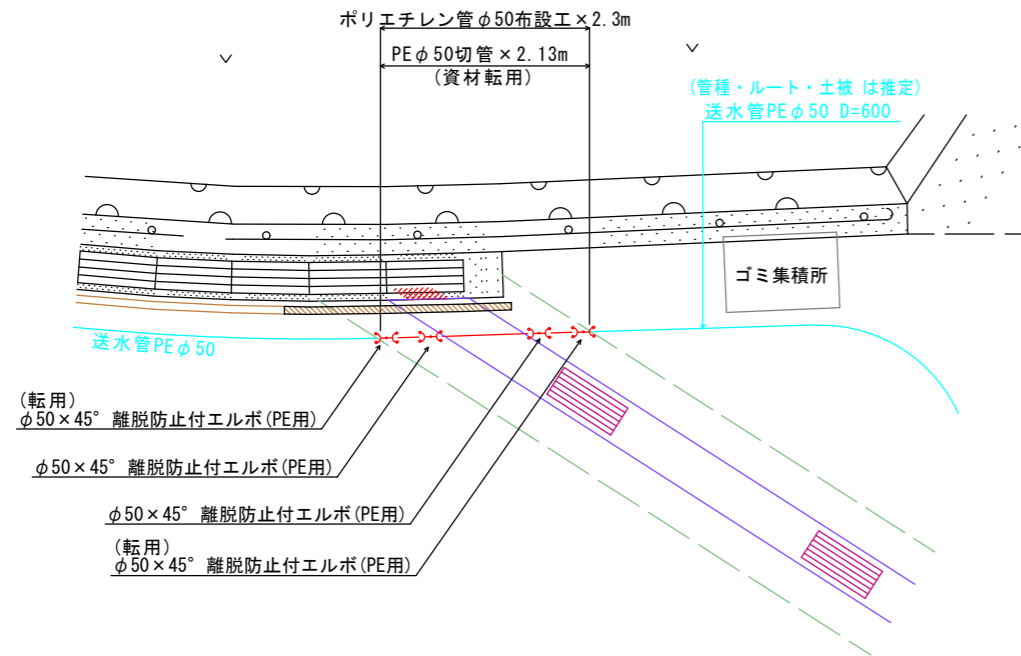 ポリエチレン管φ50布設工×2.3m
PEφ50切管×2.13m
(資材転用)
(管種・ルート・土被 は推定)
送水管PEφ50 D=600
ゴミ集積所
送水管PEφ50
(転用)
φ50×45° 離脱防止付エルボ(PE用)
φ50×45° 離脱防止付エルボ(PE用)
φ50×45° 離脱防止付エルボ(PE用)
(転用)
φ50×45° 離脱防止付エルボ(PE用)